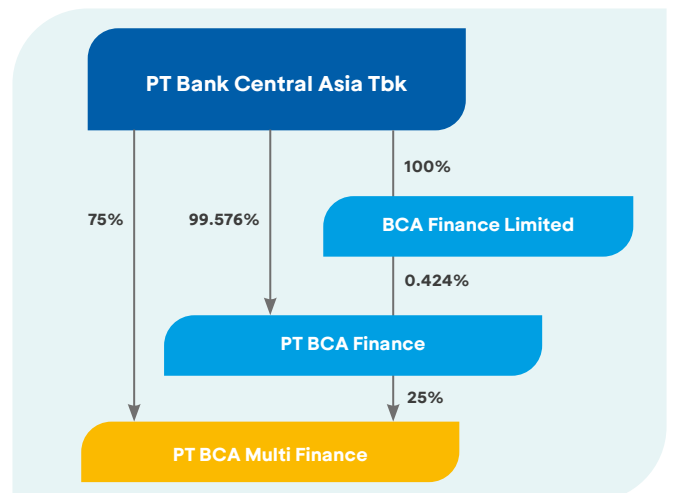 PT Bank Central Asia Tbk
100%
75%
99.576%
BCA Finance Limited
0.424%
PT BCA Finance
25%
PT BCA Multi Finance